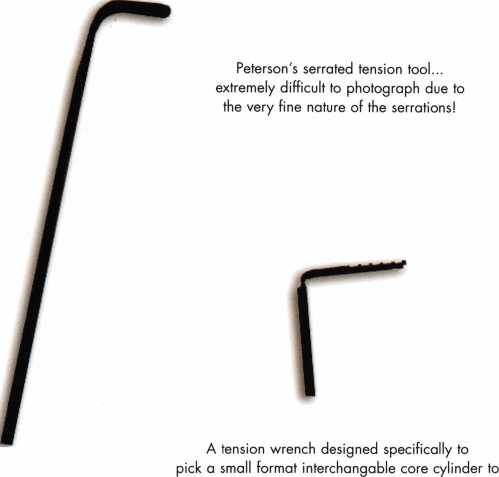 Peterson's serrated tension tool...
extremely difficult to photograph due to
the very fine nature of the serrations!
A tension wrench designed specifically to
pick a small format interchangable core cylinder to